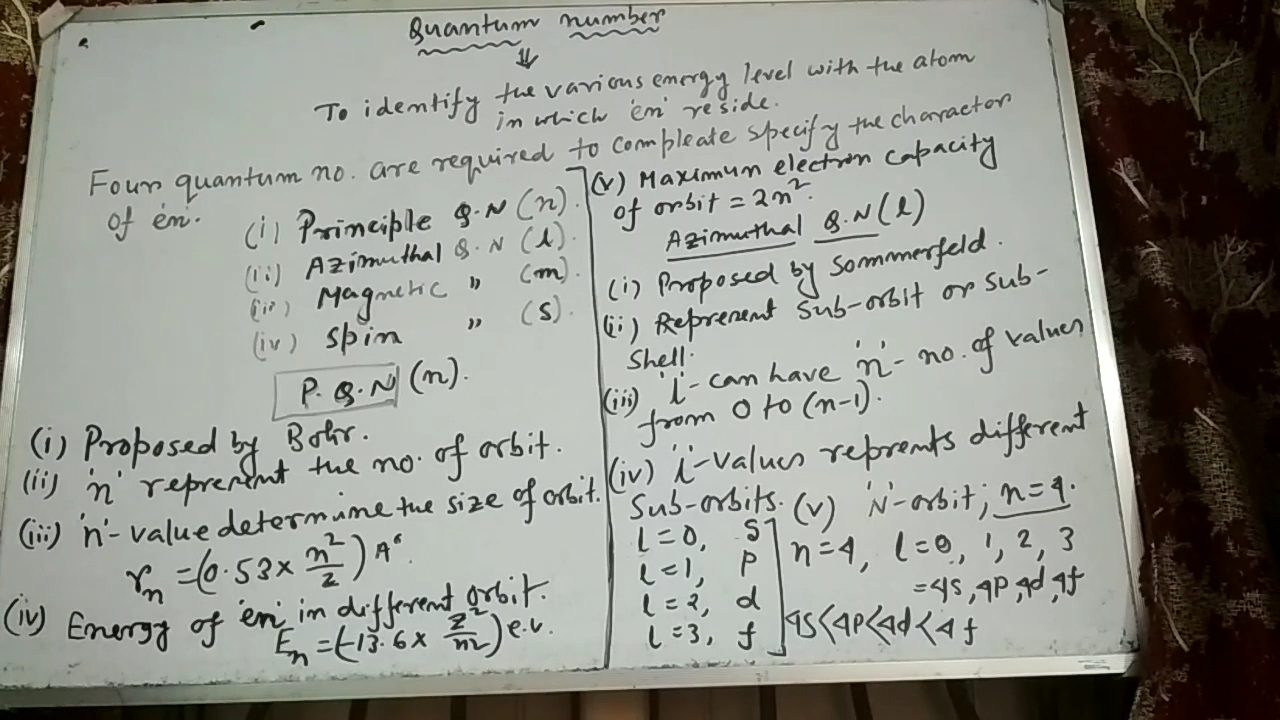 Quantum number
⇓
To identify the various energy level with the atom
in which 'en' reside.
Four quantum no. are required to compleate specify the charactor
of én.
(i) Principle Q.N (n).
(ii) Azimuthal Q.N (l).
(iii) Magnetic " (m).
(iv) Spin " (s).
P.Q.N (n).
(i) Proposed by Bohr.
(ii) 'n' reprenent the no. of orbit.
(iii) 'n'-value determine the size of orbit.
rn = (0.53 × n²/z) A°
(iv) Energy of 'en' in different orbit.
En = (-13.6 × z²/n²) e.v.
(v) Maximum electron capacity
of orbit = 2n².
Azimuthal Q.N (l)
(i) Proposed by Sommerfeld.
(ii) Reprenent Sub-orbit or Sub-
Shell.
(iii) 'l'-can have 'n'-no. of values
from 0 to (n-1).
(iv) 'l'-values reprents different
Sub-orbits. (v) 'N'-orbit; n=4.
l=0, S
l=1, p
l=2, d
l=3, f
n=4, l=0, 1, 2, 3
=4s, 4p, 4d, 4f
4s<4p<4d<4f